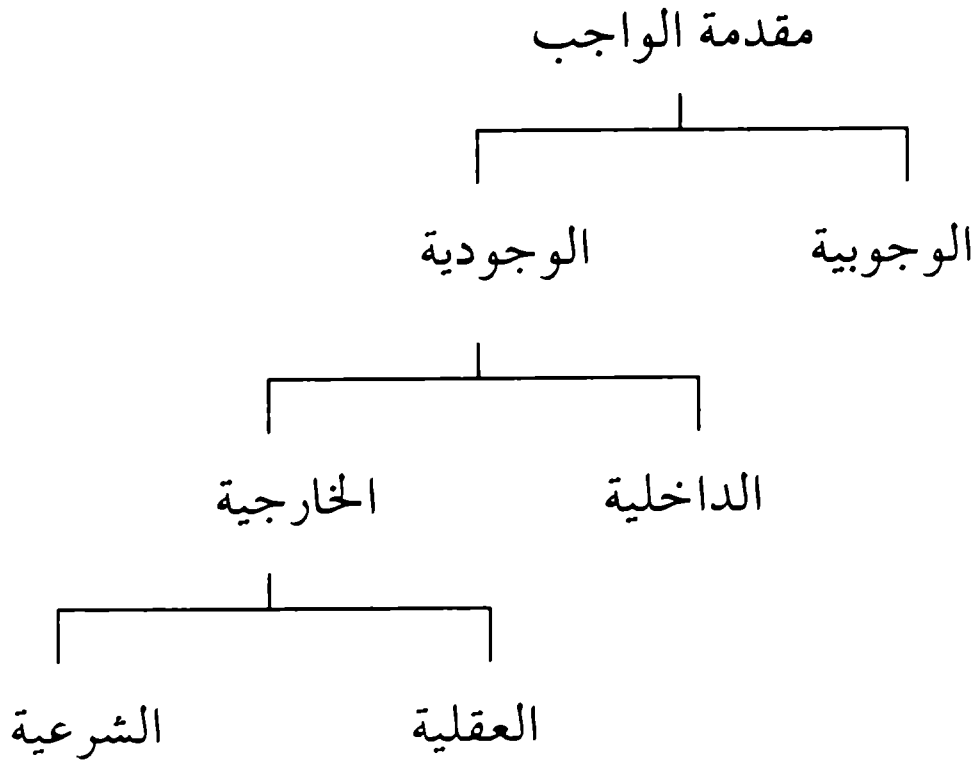 مقدمة الواجب
الوجوبية الوجودية
الداخلية الخارجية
العقلية الشرعية